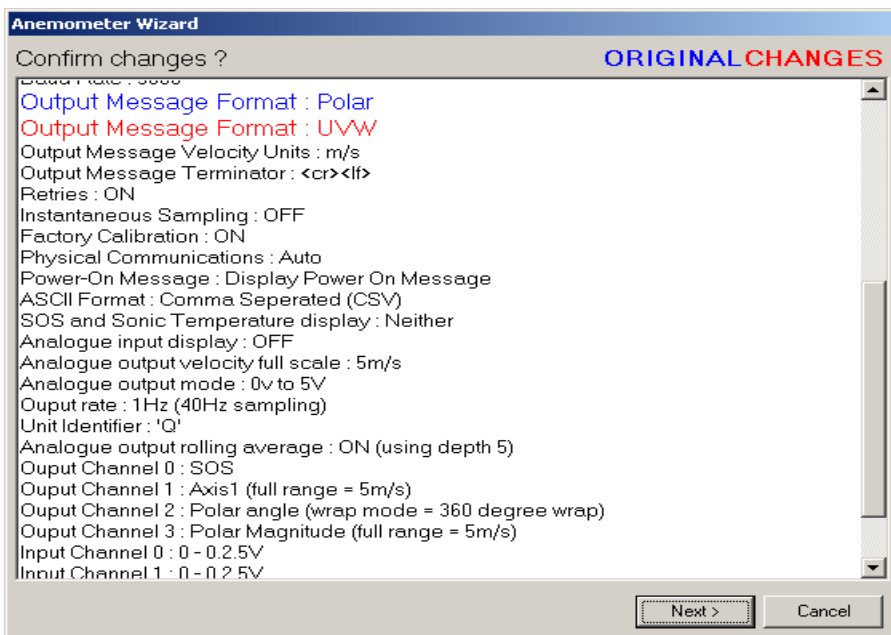 Anemometer Wizard
Confirm changes ?
ORIGINAL CHANGES
Output Message Format : Polar
Output Message Format : UVW
Output Message Velocity Units : m/s
Output Message Terminator : <cr><lf>
Retries : ON
Instantaneous Sampling : OFF
Factory Calibration : ON
Physical Communications : Auto
Power-On Message : Display Power On Message
ASCII Format : Comma Seperated (CSV)
SOS and Sonic Temperature display : Neither
Analogue input display : OFF
Analogue output velocity full scale : 5m/s
Analogue output mode : 0v to 5V
Ouput rate : 1Hz (40Hz sampling)
Unit Identifier : 'Q'
Analogue output rolling average : ON (using depth 5)
Ouput Channel 0 : SOS
Ouput Channel 1 : Axis1 (full range = 5m/s)
Ouput Channel 2 : Polar angle (wrap mode = 360 degree wrap)
Ouput Channel 3 : Polar Magnitude (full range = 5m/s)
Input Channel 0 : 0 - 0.2.5V
Input Channel 1 : 0 - 0.2.5V
Next >
Cancel